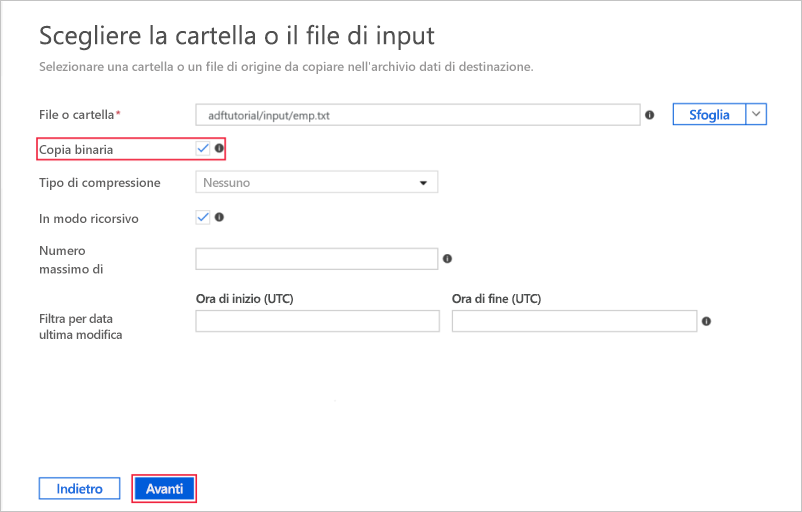 Scegliere la cartella o il file di input
Selezionare una cartella o un file di origine da copiare nell'archivio dati di destinazione.
File o cartella* adftutorial/input/emp.txt Sfoglia
Copia binaria
Tipo di compressione Nessuno
In modo ricorsivo
Numero
massimo di
Ora di inizio (UTC) Ora di fine (UTC)
Filtra per data
ultima modifica
Indietro Avanti